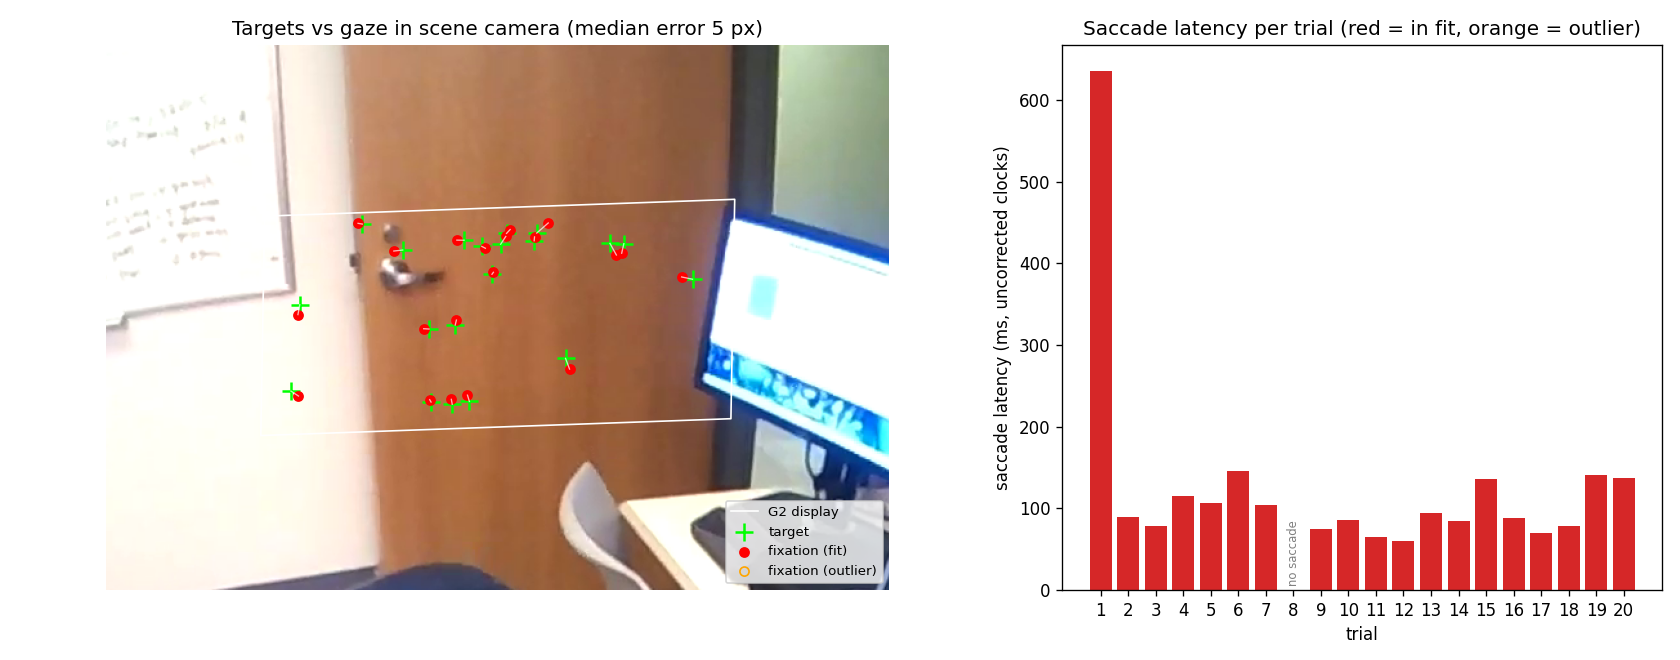 Targets vs gaze in scene camera (median error 5 px)
G2 display
target
fixation (fit)
fixation (outlier)
Saccade latency per trial (red = in fit, orange = outlier)
saccade latency (ms, uncorrected clocks)
600
500
400
300
200
100
0
no saccade
1 2 3 4 5 6 7 8 9 10 11 12 13 14 15 16 17 18 19 20
trial